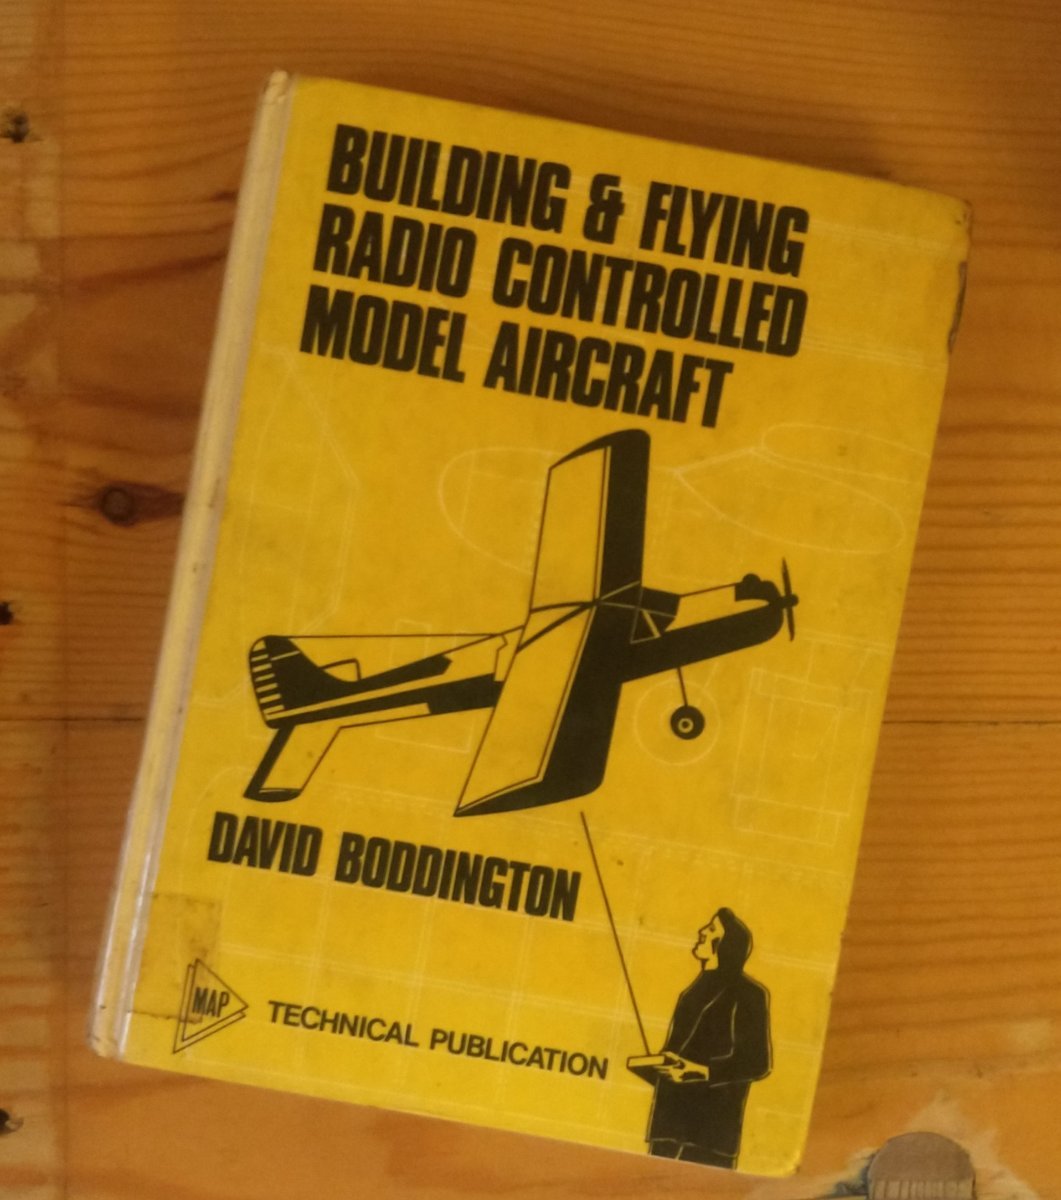 BUILDING & FLYING
RADIO CONTROLLED
MODEL AIRCRAFT
DAVID BODDINGTON
MAP
TECHNICAL PUBLICATION